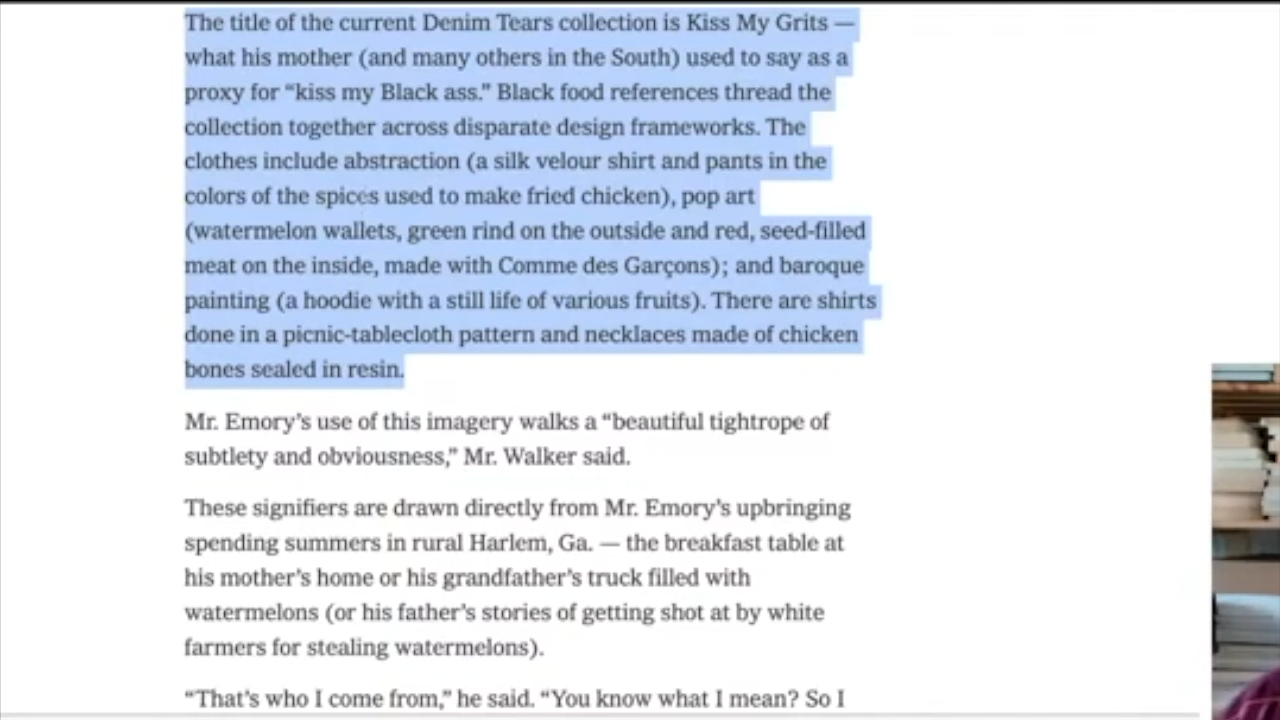 The title of the current Denim Tears collection is Kiss My Grits —
what his mother (and many others in the South) used to say as a
proxy for “kiss my Black ass.” Black food references thread the
collection together across disparate design frameworks. The
clothes include abstraction (a silk velour shirt and pants in the
colors of the spices used to make fried chicken), pop art
(watermelon wallets, green rind on the outside and red, seed-filled
meat on the inside, made with Comme des Garçons); and baroque
painting (a hoodie with a still life of various fruits). There are shirts
done in a picnic-tablecloth pattern and necklaces made of chicken
bones sealed in resin.
Mr. Emory’s use of this imagery walks a “beautiful tightrope of
subtlety and obviousness,” Mr. Walker said.
These signifiers are drawn directly from Mr. Emory’s upbringing
spending summers in rural Harlem, Ga. — the breakfast table at
his mother’s home or his grandfather’s truck filled with
watermelons (or his father’s stories of getting shot at by white
farmers for stealing watermelons).
“That’s who I come from,” he said. “You know what I mean? So I